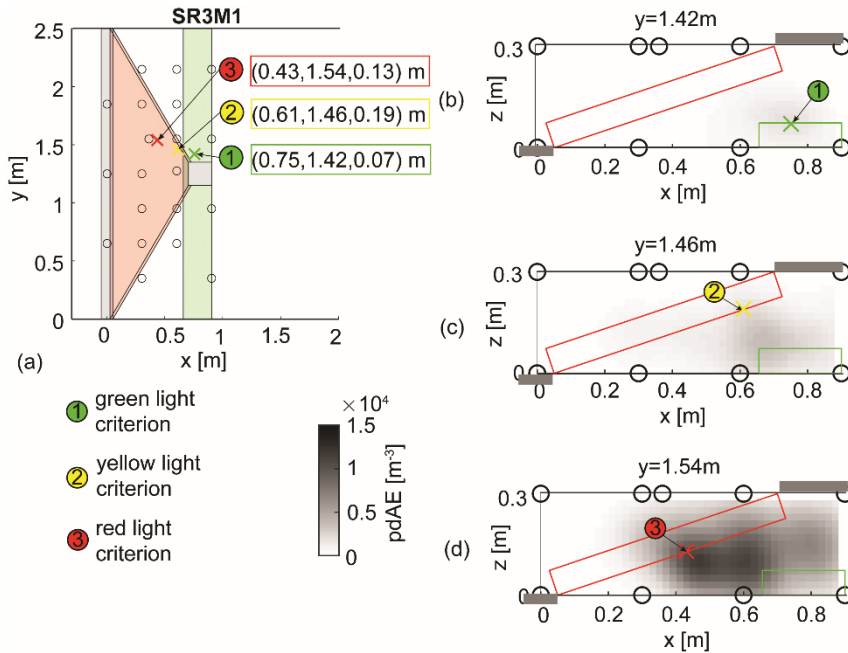 SR3M1
2.5
2
1.5
1
0.5
0
y [m]
0
0.5
1
1.5
2
x [m]
(a)
3
(0.43,1.54,0.13) m
2
(0.61,1.46,0.19) m
1
(0.75,1.42,0.07) m
1
green light
criterion
2
yellow light
criterion
3
red light
criterion
× 10⁴
1.5
1
0.5
0
pdAE [m⁻³]
y=1.42m
(b)
0.3
z [m]
0
1
0
0.2
0.4
0.6
0.8
x [m]
y=1.46m
(c)
0.3
z [m]
0
2
0
0.2
0.4
0.6
0.8
x [m]
y=1.54m
(d)
0.3
z [m]
0
3
0
0.2
0.4
0.6
0.8
x [m]